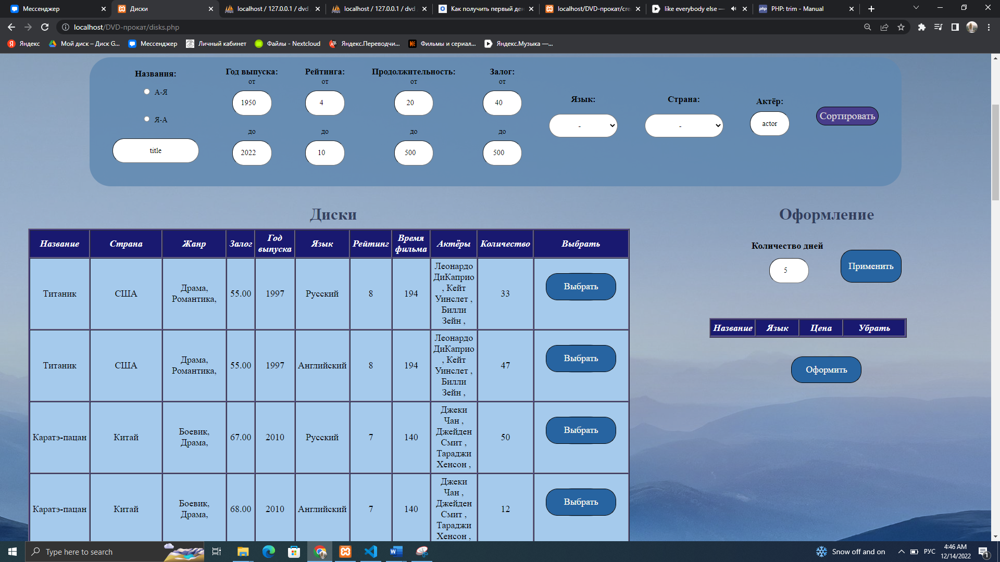 Мессенджер
Диски
localhost / 127.0.0.1 / dvd
localhost / 127.0.0.1 / dvd
Как получить первый ден
localhost/DVD-прокат/cre
like everybody else —
PHP: trim - Manual
localhost/DVD-прокат/disks.php
Яндекс
Мой диск – Диск G...
Мессенджер
Личный кабинет
Файлы - Nextcloud
Яндекс.Переводчи...
Фильмы и сериал...
Яндекс.Музыка —...
Названия:
А-Я
Я-А
title
Год выпуска:
от
1950
до
2022
Рейтинга:
от
4
до
10
Продолжительность:
от
20
до
500
Залог:
от
40
до
500
Язык:
-
Страна:
-
Актёр:
actor
Сортировать
Диски
Название Страна Жанр Залог Год выпуска Язык Рейтинг Время фильма Актёры Количество Выбрать
Титаник США Драма, Романтика, 55.00 1997 Русский 8 194 Леонардо ДиКаприо , Кейт Уинслет , Билли Зейн , 33 Выбрать
Титаник США Драма, Романтика, 55.00 1997 Английский 8 194 Леонардо ДиКаприо , Кейт Уинслет , Билли Зейн , 47 Выбрать
Каратэ-пацан Китай Боевик, Драма, 67.00 2010 Русский 7 140 Джеки Чан , Джейден Смит , Тараджи Хенсон , 50 Выбрать
Каратэ-пацан Китай Боевик, Драма, 68.00 2010 Английский 7 140 Джеки Чан , Джейден Смит , Тараджи Хенсон , 12 Выбрать
Оформление
Количество дней
5
Применить
Название Язык Цена Убрать
Оформить
Type here to search
Snow off and on
РУС
4:46 AM
12/14/2022
1